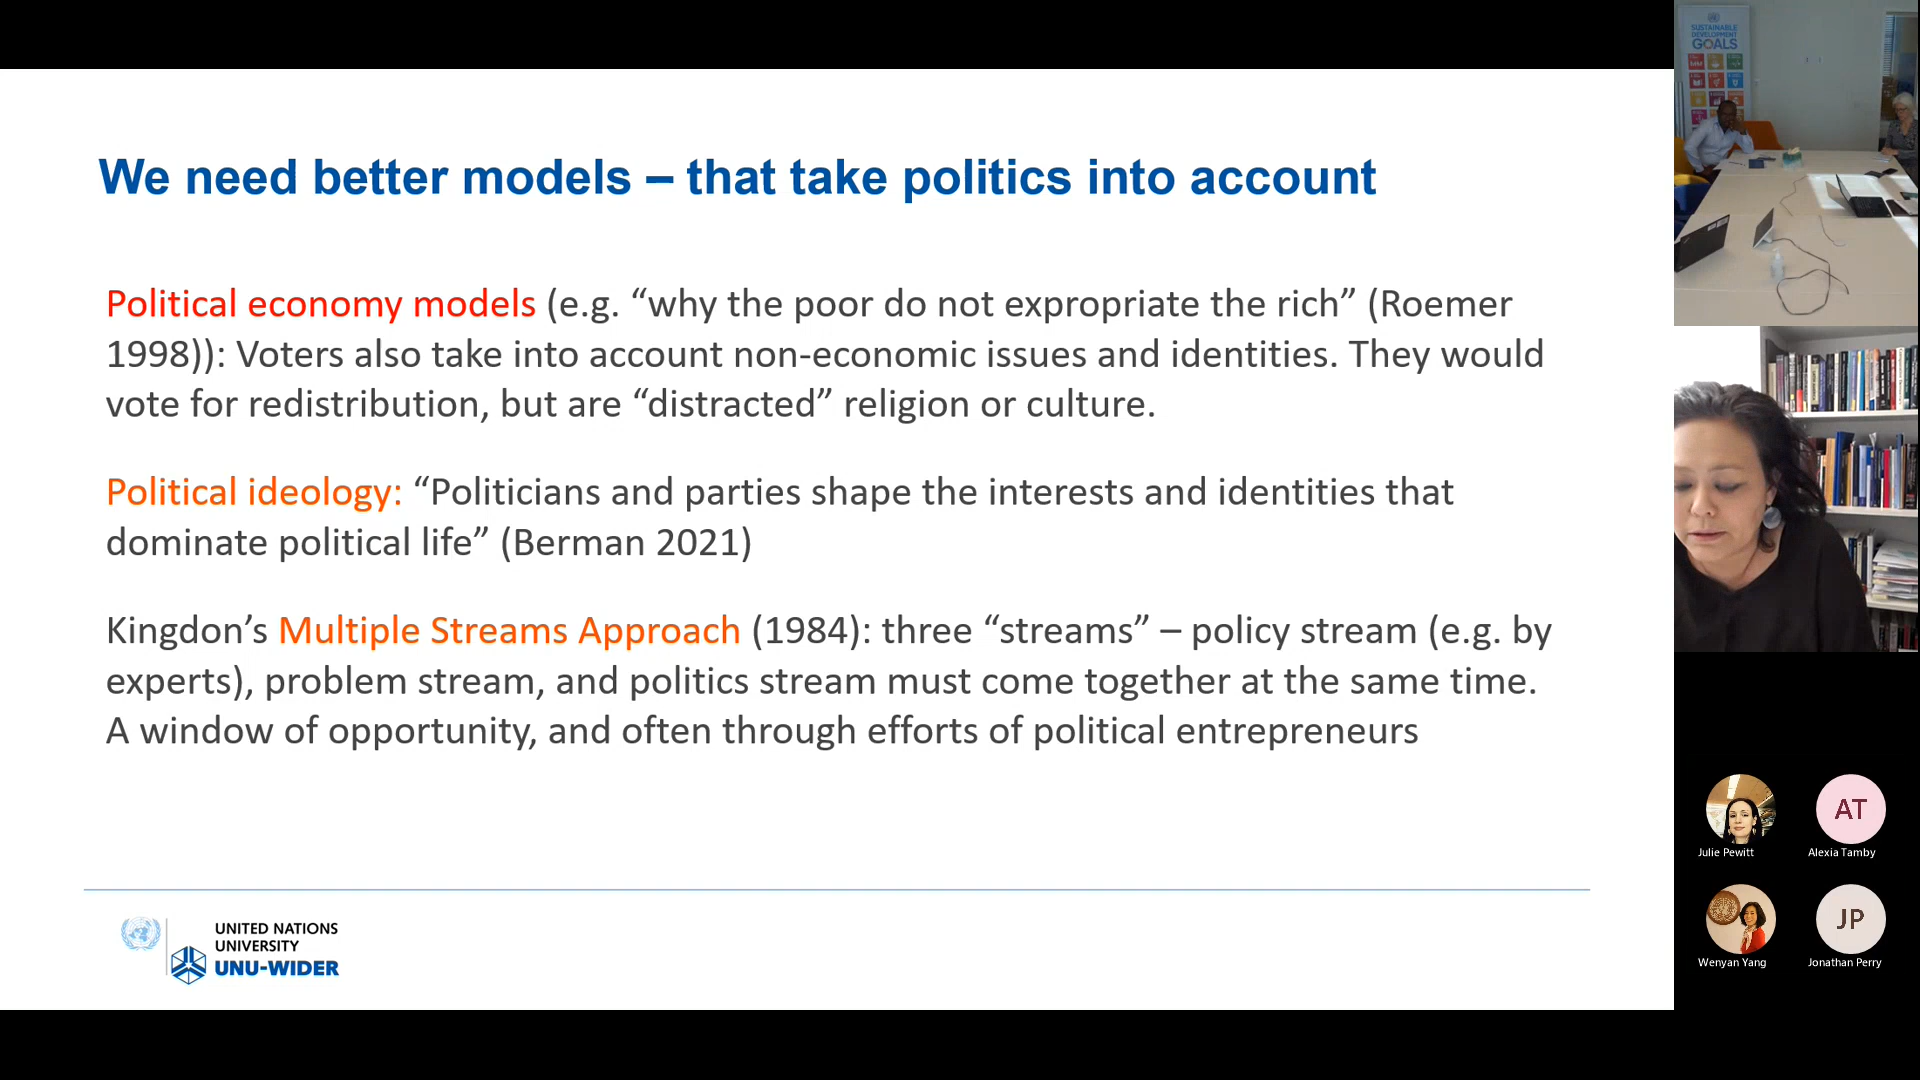 We need better models – that take politics into account
Political economy models (e.g. “why the poor do not expropriate the rich” (Roemer
1998)): Voters also take into account non-economic issues and identities. They would
vote for redistribution, but are “distracted” religion or culture.
Political ideology: “Politicians and parties shape the interests and identities that
dominate political life” (Berman 2021)
Kingdon’s Multiple Streams Approach (1984): three “streams” – policy stream (e.g. by
experts), problem stream, and politics stream must come together at the same time.
A window of opportunity, and often through efforts of political entrepreneurs
UNITED NATIONS
UNIVERSITY
UNU-WIDER
SUSTAINABLE
DEVELOPMENT
GOALS
AT
Julie Pewitt
Alexia Tamby
JP
Wenyan Yang
Jonathan Perry